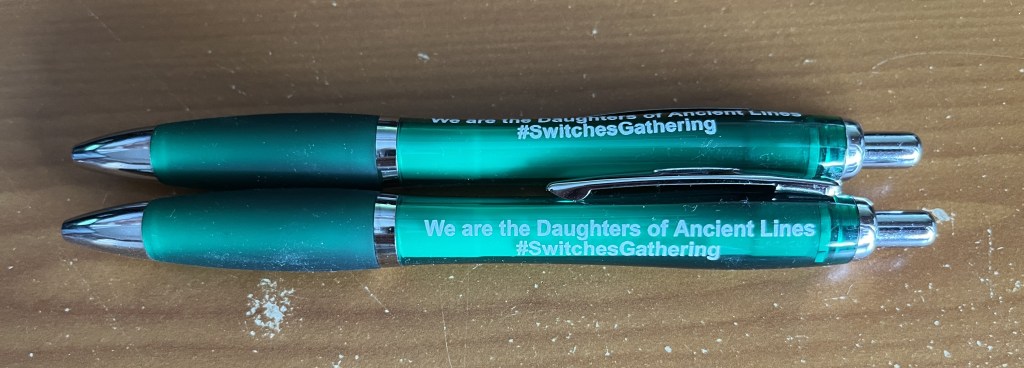 We are the Daughters of Ancient Lines
#SwitchesGathering
We are the Daughters of Ancient Lines
#SwitchesGathering